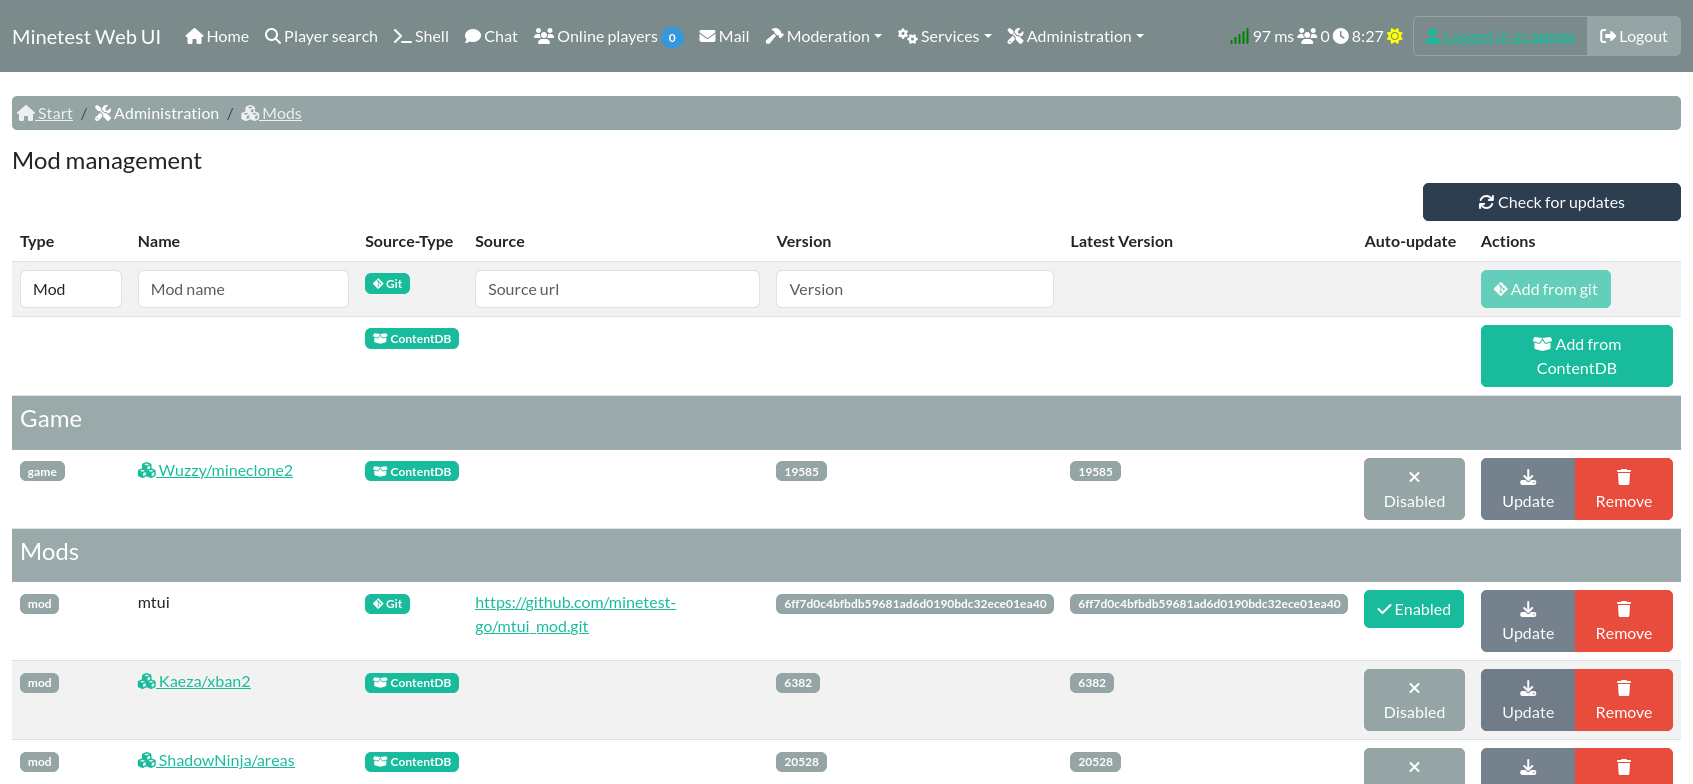 Minetest Web UI Home Player search Shell Chat Online players 0 Mail Moderation Services Administration 97 ms 0 8:27 Logged in as admin Logout
Start / Administration / Mods
Mod management
Check for updates
Type Name Source-Type Source Version Latest Version Auto-update Actions
Mod Mod name Git Source url Version Add from git
ContentDB Add from
ContentDB
Game
game Wuzzy/mineclone2 ContentDB 19585 19585
Disabled Update Remove
Mods
mod mtui Git https://github.com/minetest- 6ff7d0c4bfbdb59681ad6d0190bdc32ece01ea40 6ff7d0c4bfbdb59681ad6d0190bdc32ece01ea40 Enabled
go/mtui_mod.git Update Remove
mod Kaeza/xban2 ContentDB 6382 6382
Disabled Update Remove
mod ShadowNinja/areas ContentDB 20528 20528